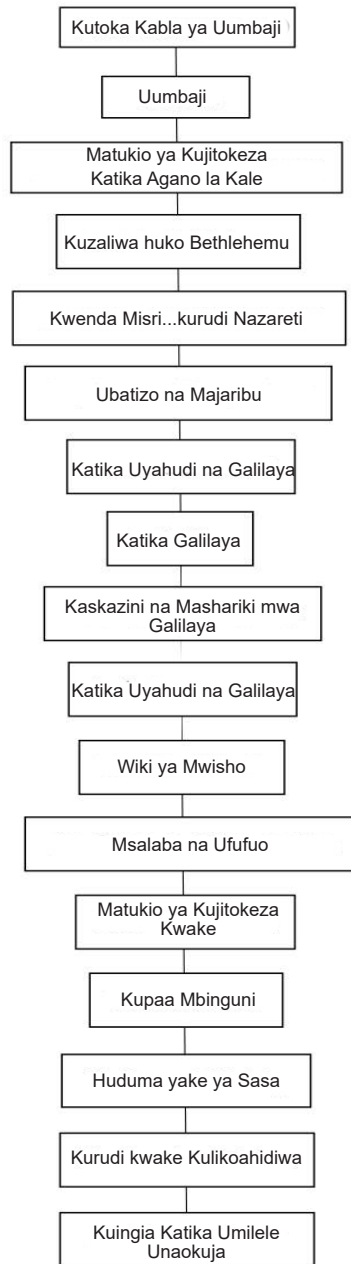 Kutoka Kabla ya Uumbaji
Uumbaji
Matukio ya Kujitokeza
Katika Agano la Kale
Kuzaliwa huko Bethlehemu
Kwenda Misri...kurudi Nazareti
Ubatizo na Majaribu
Katika Uyahudi na Galilaya
Katika Galilaya
Kaskazini na Mashariki mwa
Galilaya
Katika Uyahudi na Galilaya
Wiki ya Mwisho
Msalaba na Ufufuo
Matukio ya Kujitokeza
Kwake
Kupaa Mbinguni
Huduma yake ya Sasa
Kurudi kwake Kulikoahidiwa
Kuingia Katika Umilele
Unaokuja